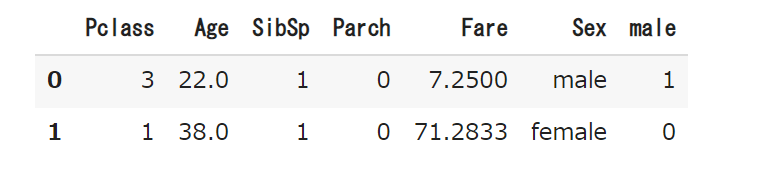 Pclass Age SibSp Parch Fare Sex male
0 3 22.0 1 0 7.2500 male 1
1 1 38.0 1 0 71.2833 female 0